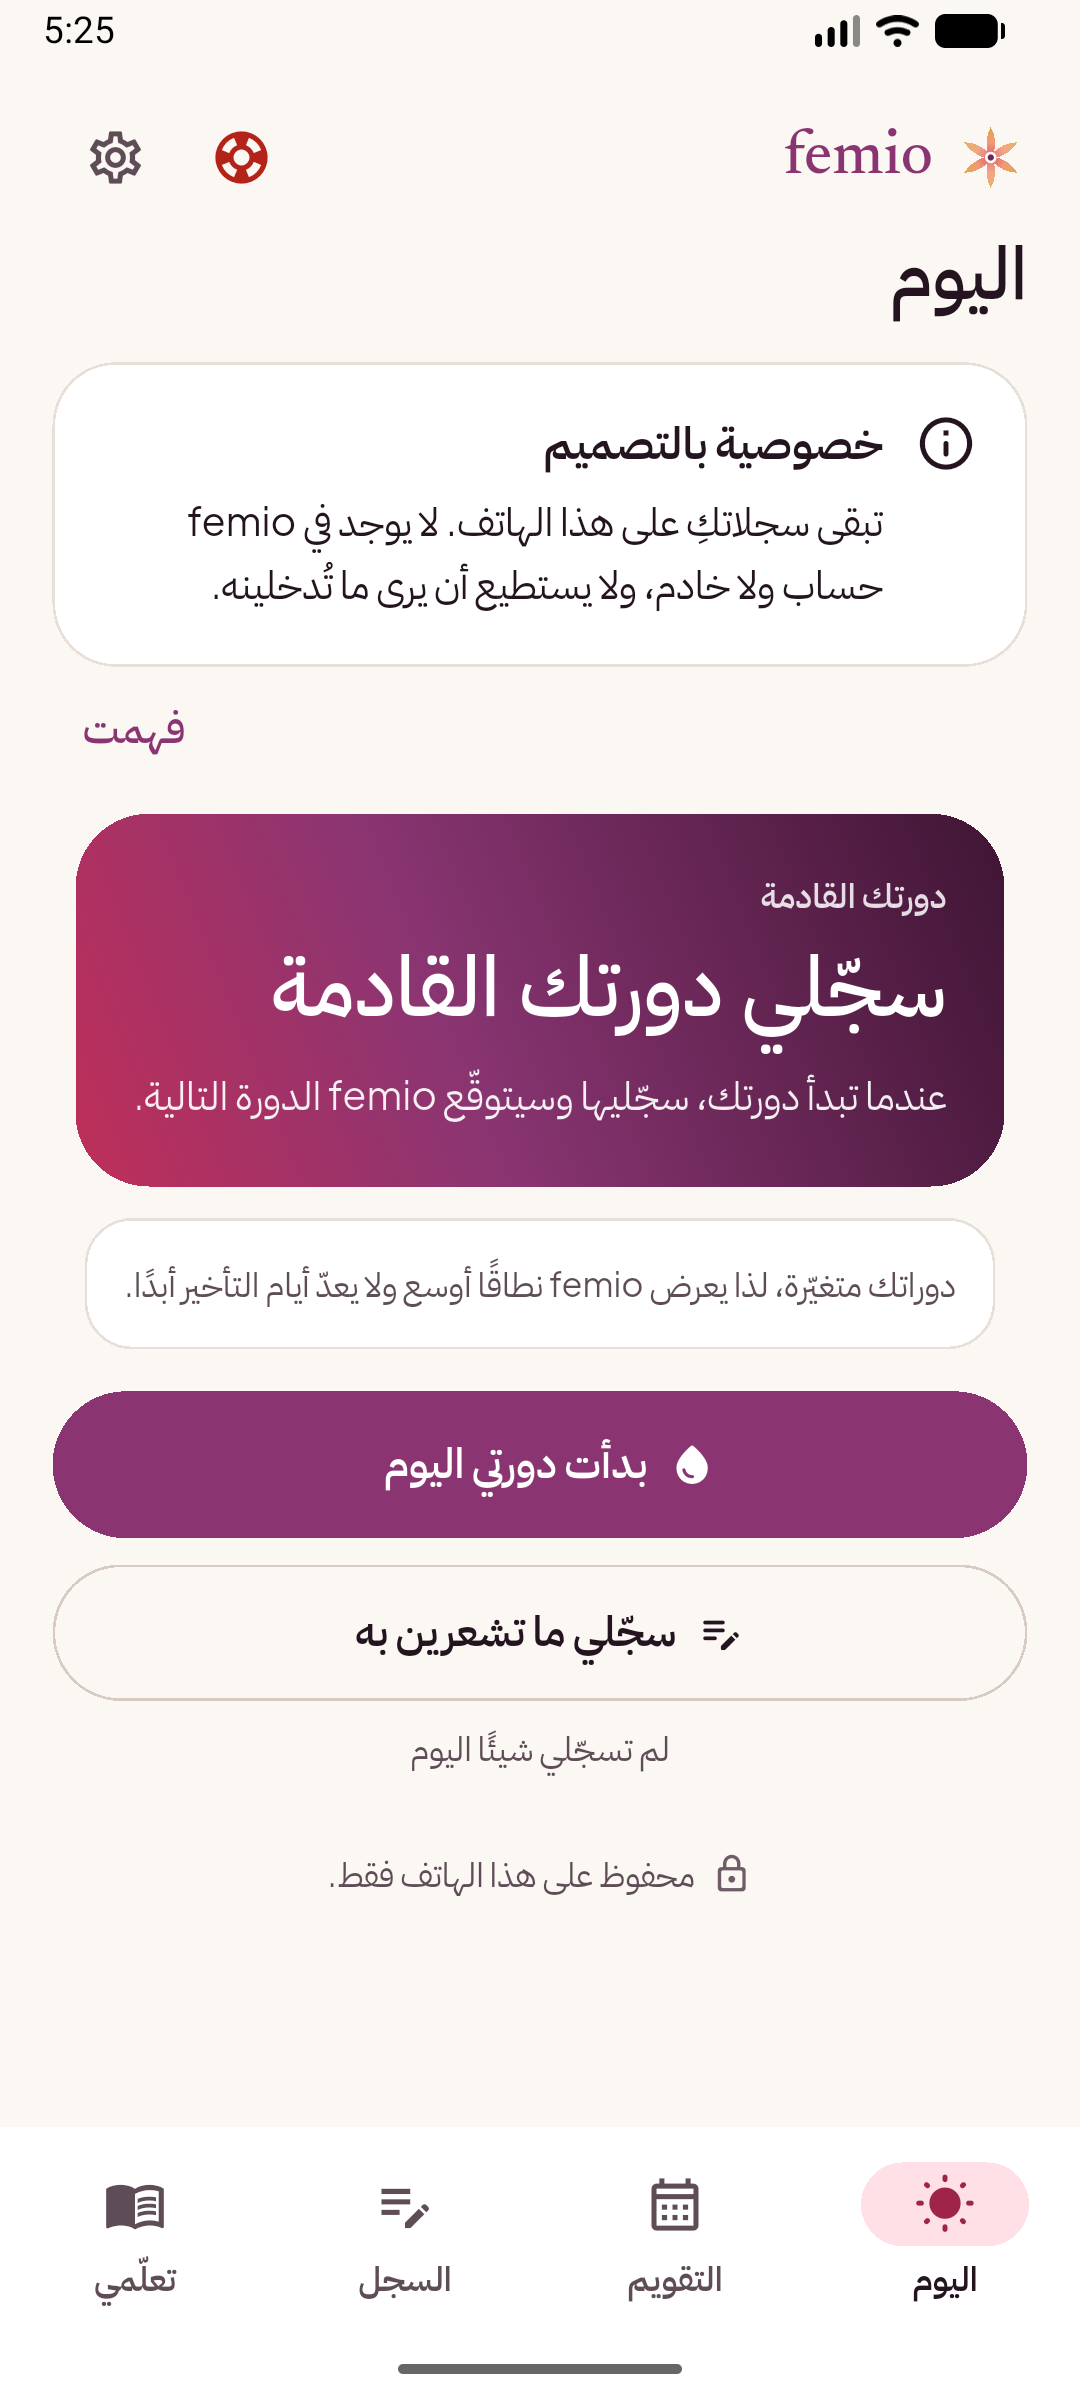 5:25
femio
اليوم
خصوصية بالتصميم
تبقى سجلاتكِ على هذا الهاتف. لا يوجد في femio
حساب ولا خادم، ولا يستطيع أن يرى ما تُدخلينه.
فهمت
دورتك القادمة
سجّلي دورتك القادمة
عندما تبدأ دورتك، سجّليها وسيتوقّع femio الدورة التالية.
دوراتك متغيّرة، لذا يعرض femio نطاقًا أوسع ولا يعدّ أيام التأخير أبدًا.
بدأت دورتي اليوم
سجّلي ما تشعرين به
لم تسجّلي شيئًا اليوم
محفوظ على هذا الهاتف فقط.
اليوم
التقويم
السجل
تعلّمي